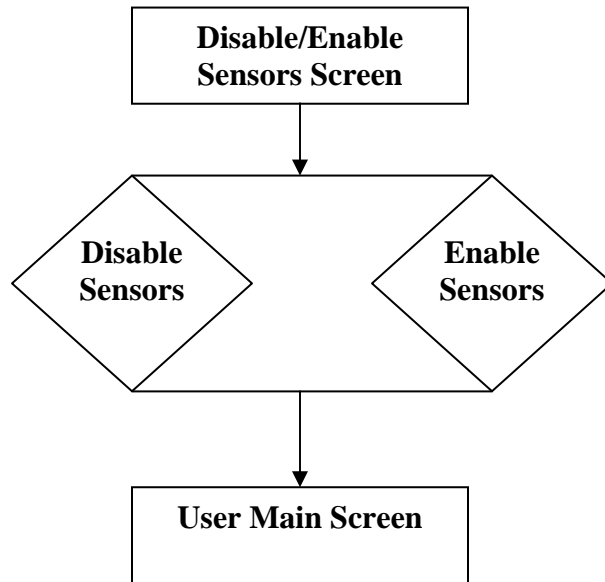 Disable/Enable
Sensors Screen
Disable
Sensors
Enable
Sensors
User Main Screen